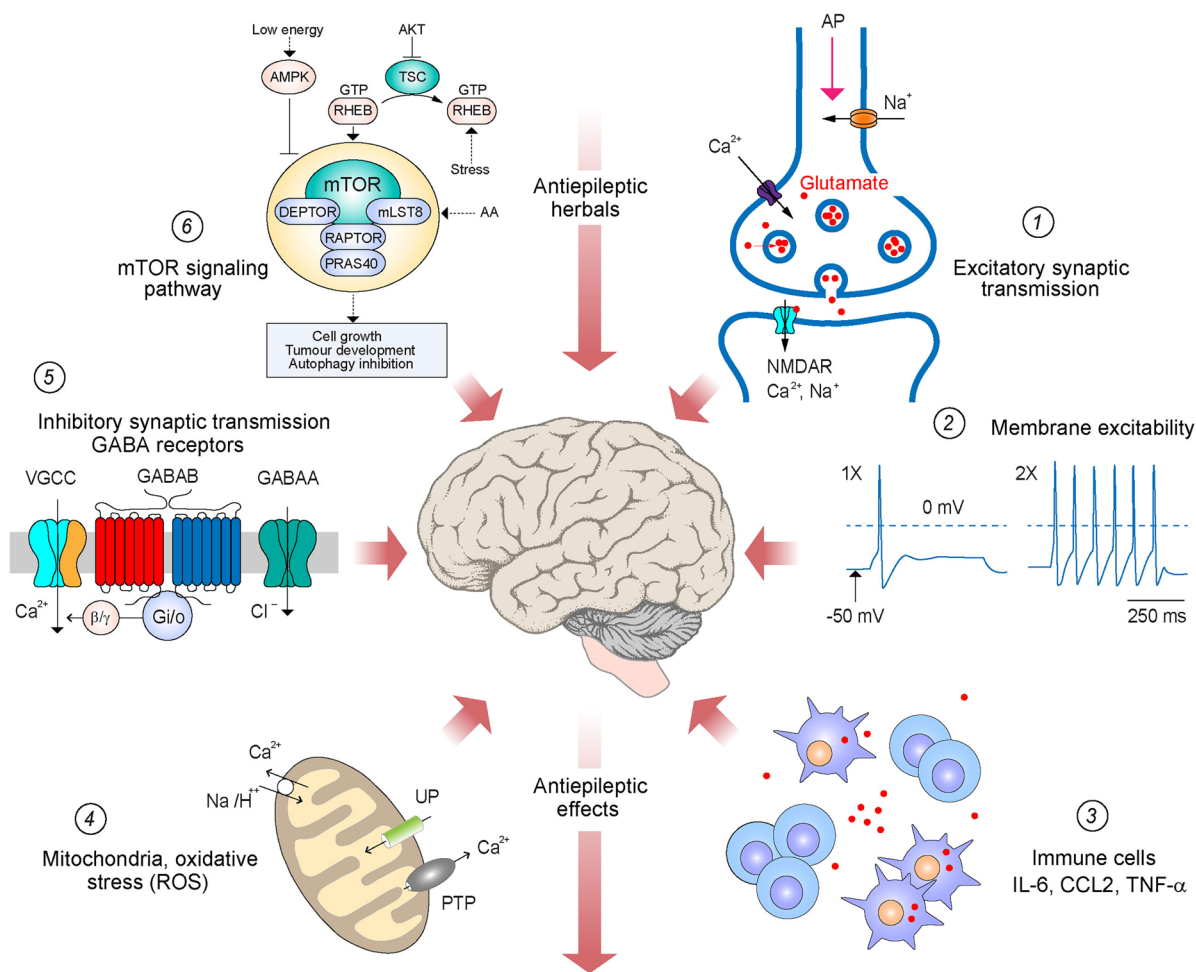 Low energy
AKT
AMPK
TSC
GTP
RHEB
GTP
RHEB
Stress
mTOR
DEPTOR
mLST8
AA
RAPTOR
PRAS40
6
mTOR signaling
pathway
Cell growth
Tumour development
Autophagy inhibition
Antiepileptic
herbals
AP
Na⁺
Ca²⁺
Glutamate
1
Excitatory synaptic
transmission
NMDAR
Ca²⁺, Na⁺
5
Inhibitory synaptic transmission
GABA receptors
VGCC
GABAB
GABAA
Ca²⁺
β/γ
Gi/o
Cl⁻
2
Membrane excitability
1X
0 mV
2X
-50 mV
250 ms
Ca²⁺
Na /H⁺⁺
UP
Ca²⁺
PTP
4
Mitochondria, oxidative
stress (ROS)
Antiepileptic
effects
3
Immune cells
IL-6, CCL2, TNF-α